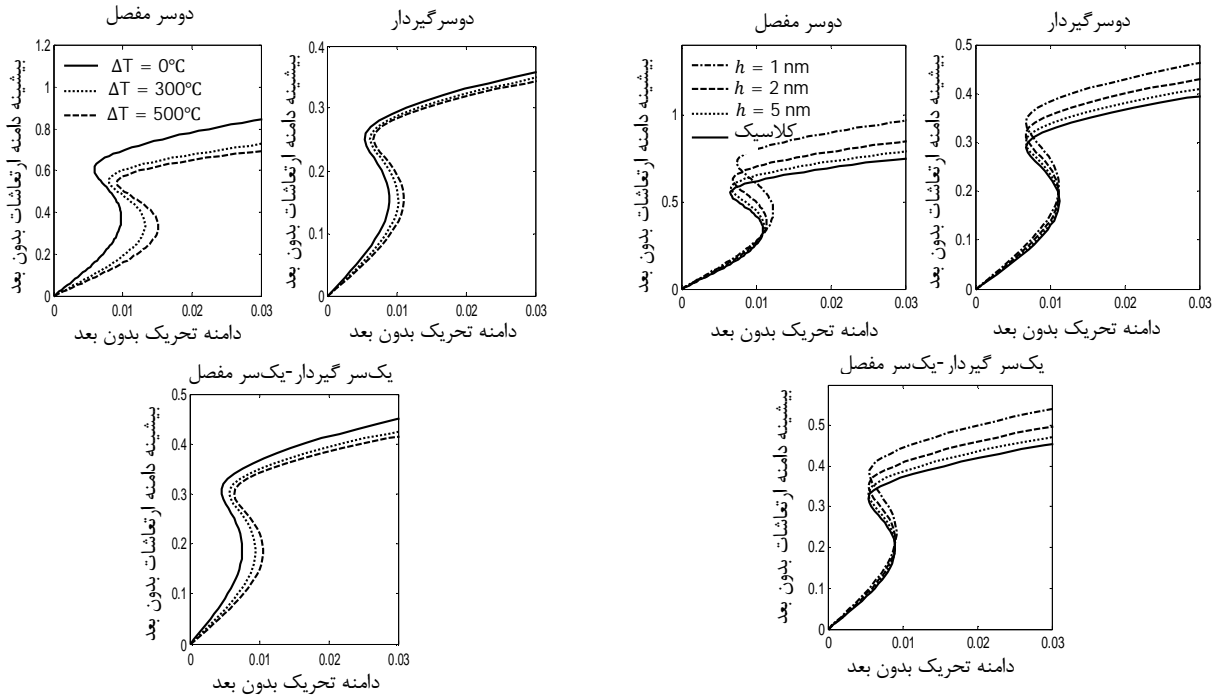 دوسر مفصل
بیشینه دامنه ارتعاشات بدون بعد
1.2
1
0.8
0.6
0.4
0.2
0
ΔT = 0℃
ΔT = 300℃
ΔT = 500℃
0
0.01
0.02
0.03
دامنه تحریک بدون بعد
دوسرگیردار
بیشینه دامنه ارتعاشات بدون بعد
0.4
0.3
0.2
0.1
0
0
0.01
0.02
0.03
دامنه تحریک بدون بعد
یک‌سر گیردار-یک‌سر مفصل
بیشینه دامنه ارتعاشات بدون بعد
0.5
0.4
0.3
0.2
0.1
0
0
0.01
0.02
0.03
دامنه تحریک بدون بعد
دوسر مفصل
بیشینه دامنه ارتعاشات بدون بعد
1
0.5
0
h = 1 nm
h = 2 nm
h = 5 nm
کلاسیک
0
0.01
0.02
0.03
دامنه تحریک بدون بعد
دوسرگیردار
بیشینه دامنه ارتعاشات بدون بعد
0.5
0.4
0.3
0.2
0.1
0
0
0.01
0.02
0.03
دامنه تحریک بدون بعد
یک‌سر گیردار-یک‌سر مفصل
بیشینه دامنه ارتعاشات بدون بعد
0.5
0.4
0.3
0.2
0.1
0
0
0.01
0.02
0.03
دامنه تحریک بدون بعد